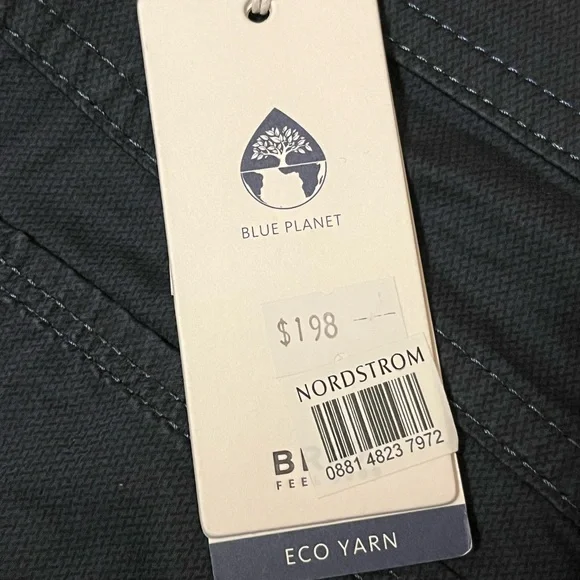 BLUE PLANET
$198
NORDSTROM
0881 4823 7972
ECO YARN